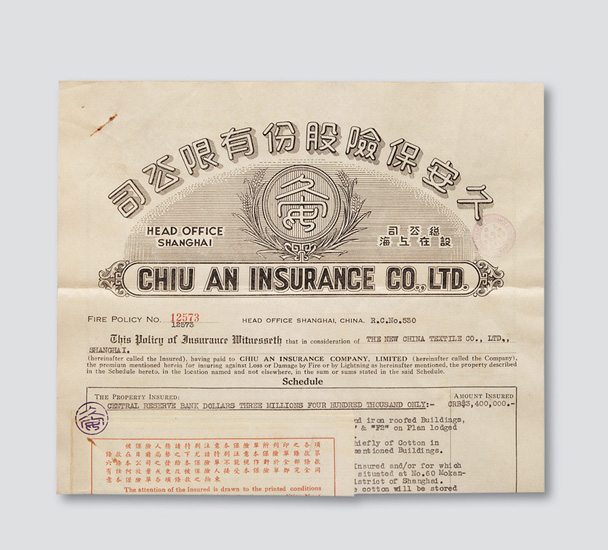 久安保險股份有限公司
HEAD OFFICE
SHANGHAI
總公司
設在上海
CHIU AN INSURANCE CO., LTD.
FIRE POLICY NO. 12573
12573
HEAD OFFICE SHANGHAI, CHINA. R.C.No.530
This Policy of Insurance Witnesseth that in consideration of THE NEW CHINA TEXTILE CO., LTD.,
SHANGHAI.
(hereinafter called the Insured), having paid to CHIU AN INSURANCE COMPANY, LIMITED (hereinafter called the Company),
the premium mentioned herein for insuring against Loss or Damage by Fire or by Lightning as hereinafter mentioned, the property described
in the Schedule hereto, in the location named and not elsewhere, in the sum or sums stated in the said Schedule.
Schedule
THE PROPERTY INSURED:
AMOUNT INSURED
CENTRAL RESERVE BANK DOLLARS THREE MILLIONS FOUR HUNDRED THOUSAND ONLY:-
CRB$3,400,000.-
d iron roofed Buildings,
& "F2" on Plan lodged
iefly of Cotton in
entioned Buildings.
Insured and/or for which
situated at No.60 Mokan-
istrict of Shanghai.
e cotton will be stored
The attention of the Insured is drawn to the printed conditions